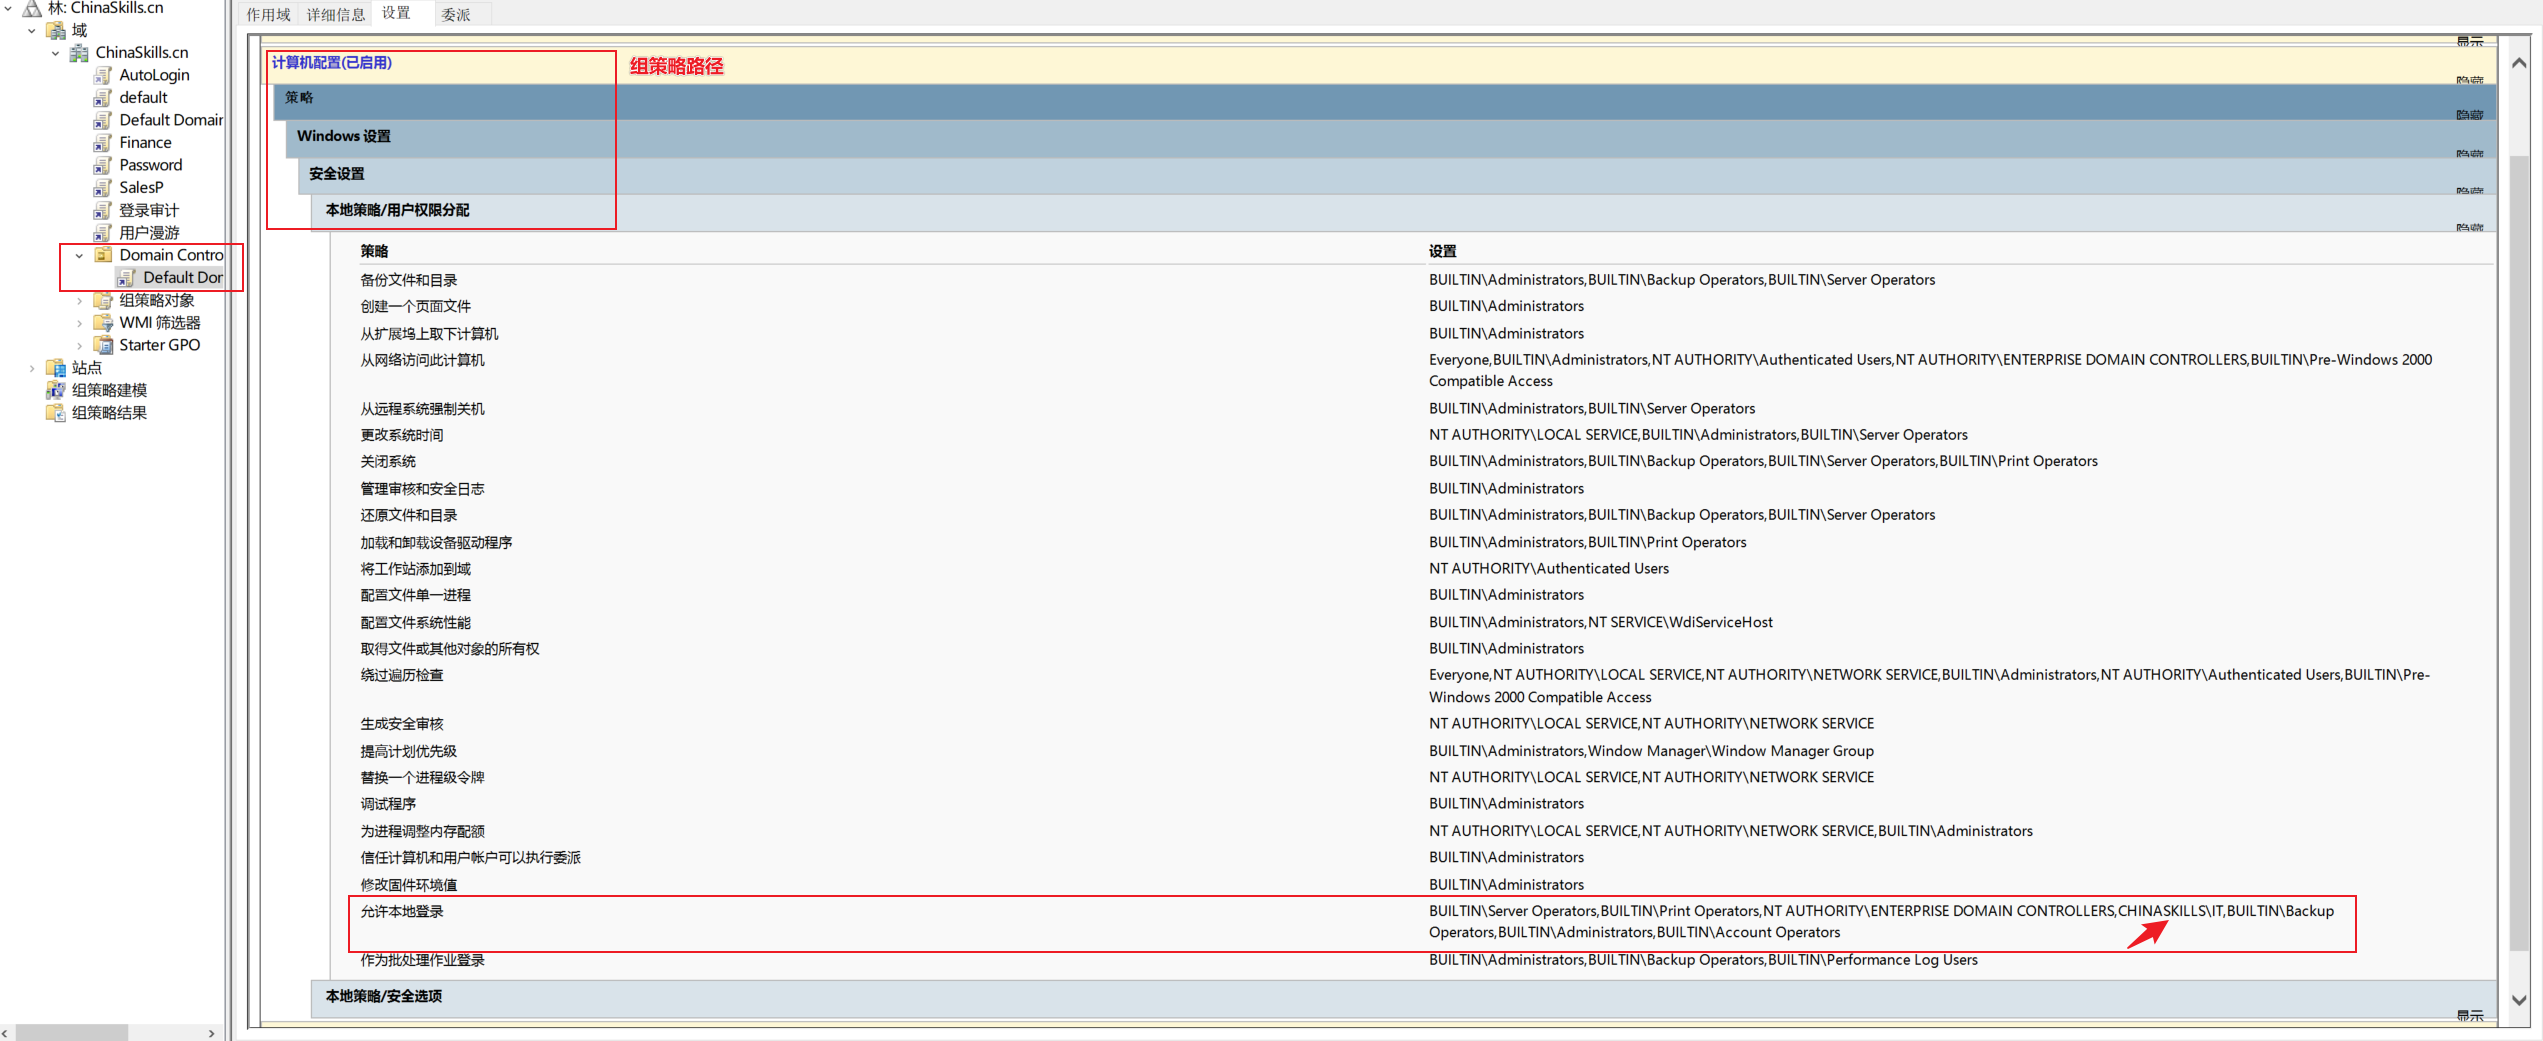 林: ChinaSkills.cn
域
ChinaSkills.cn
AutoLogin
default
Default Domain
Finance
Password
SalesP
登录审计
用户漫游
Domain Contro
Default Dor
组策略对象
WMI 筛选器
Starter GPO
站点
组策略建模
组策略结果
作用域 详细信息 设置 委派
显示
计算机配置(已启用)
组策略路径
隐藏
策略
隐藏
Windows 设置
隐藏
安全设置
隐藏
本地策略/用户权限分配
隐藏
策略 设置
备份文件和目录 BUILTIN\Administrators,BUILTIN\Backup Operators,BUILTIN\Server Operators
创建一个页面文件 BUILTIN\Administrators
从扩展坞上取下计算机 BUILTIN\Administrators
从网络访问此计算机 Everyone,BUILTIN\Administrators,NT AUTHORITY\Authenticated Users,NT AUTHORITY\ENTERPRISE DOMAIN CONTROLLERS,BUILTIN\Pre-Windows 2000
Compatible Access
从远程系统强制关机 BUILTIN\Administrators,BUILTIN\Server Operators
更改系统时间 NT AUTHORITY\LOCAL SERVICE,BUILTIN\Administrators,BUILTIN\Server Operators
关闭系统 BUILTIN\Administrators,BUILTIN\Backup Operators,BUILTIN\Server Operators,BUILTIN\Print Operators
管理审核和安全日志 BUILTIN\Administrators
还原文件和目录 BUILTIN\Administrators,BUILTIN\Backup Operators,BUILTIN\Server Operators
加载和卸载设备驱动程序 BUILTIN\Administrators,BUILTIN\Print Operators
将工作站添加到域 NT AUTHORITY\Authenticated Users
配置文件单一进程 BUILTIN\Administrators
配置文件系统性能 BUILTIN\Administrators,NT SERVICE\WdiServiceHost
取得文件或其他对象的所有权 BUILTIN\Administrators
绕过遍历检查 Everyone,NT AUTHORITY\LOCAL SERVICE,NT AUTHORITY\NETWORK SERVICE,BUILTIN\Administrators,NT AUTHORITY\Authenticated Users,BUILTIN\Pre-
Windows 2000 Compatible Access
生成安全审核 NT AUTHORITY\LOCAL SERVICE,NT AUTHORITY\NETWORK SERVICE
提高计划优先级 BUILTIN\Administrators,Window Manager\Window Manager Group
替换一个进程级令牌 NT AUTHORITY\LOCAL SERVICE,NT AUTHORITY\NETWORK SERVICE
调试程序 BUILTIN\Administrators
为进程调整内存配额 NT AUTHORITY\LOCAL SERVICE,NT AUTHORITY\NETWORK SERVICE,BUILTIN\Administrators
信任计算机和用户帐户可以执行委派 BUILTIN\Administrators
修改固件环境值 BUILTIN\Administrators
允许本地登录 BUILTIN\Server Operators,BUILTIN\Print Operators,NT AUTHORITY\ENTERPRISE DOMAIN CONTROLLERS,CHINASKILLS\IT,BUILTIN\Backup
Operators,BUILTIN\Administrators,BUILTIN\Account Operators
作为批处理作业登录 BUILTIN\Administrators,BUILTIN\Backup Operators,BUILTIN\Performance Log Users
本地策略/安全选项
显示